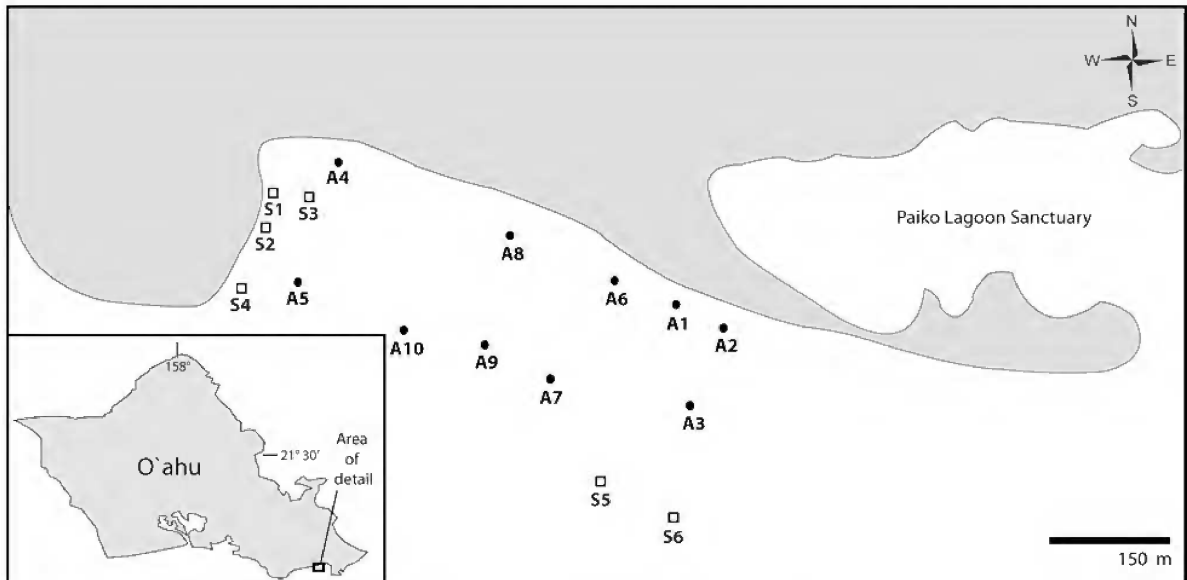 N
W E
S
A4
S1
S3
S2
A8
Paiko Lagoon Sanctuary
A6
S4
A5
A1
A2
A10
A9
A7
A3
158°
21° 30'
Area
of
detail
O`ahu
S5
S6
150 m